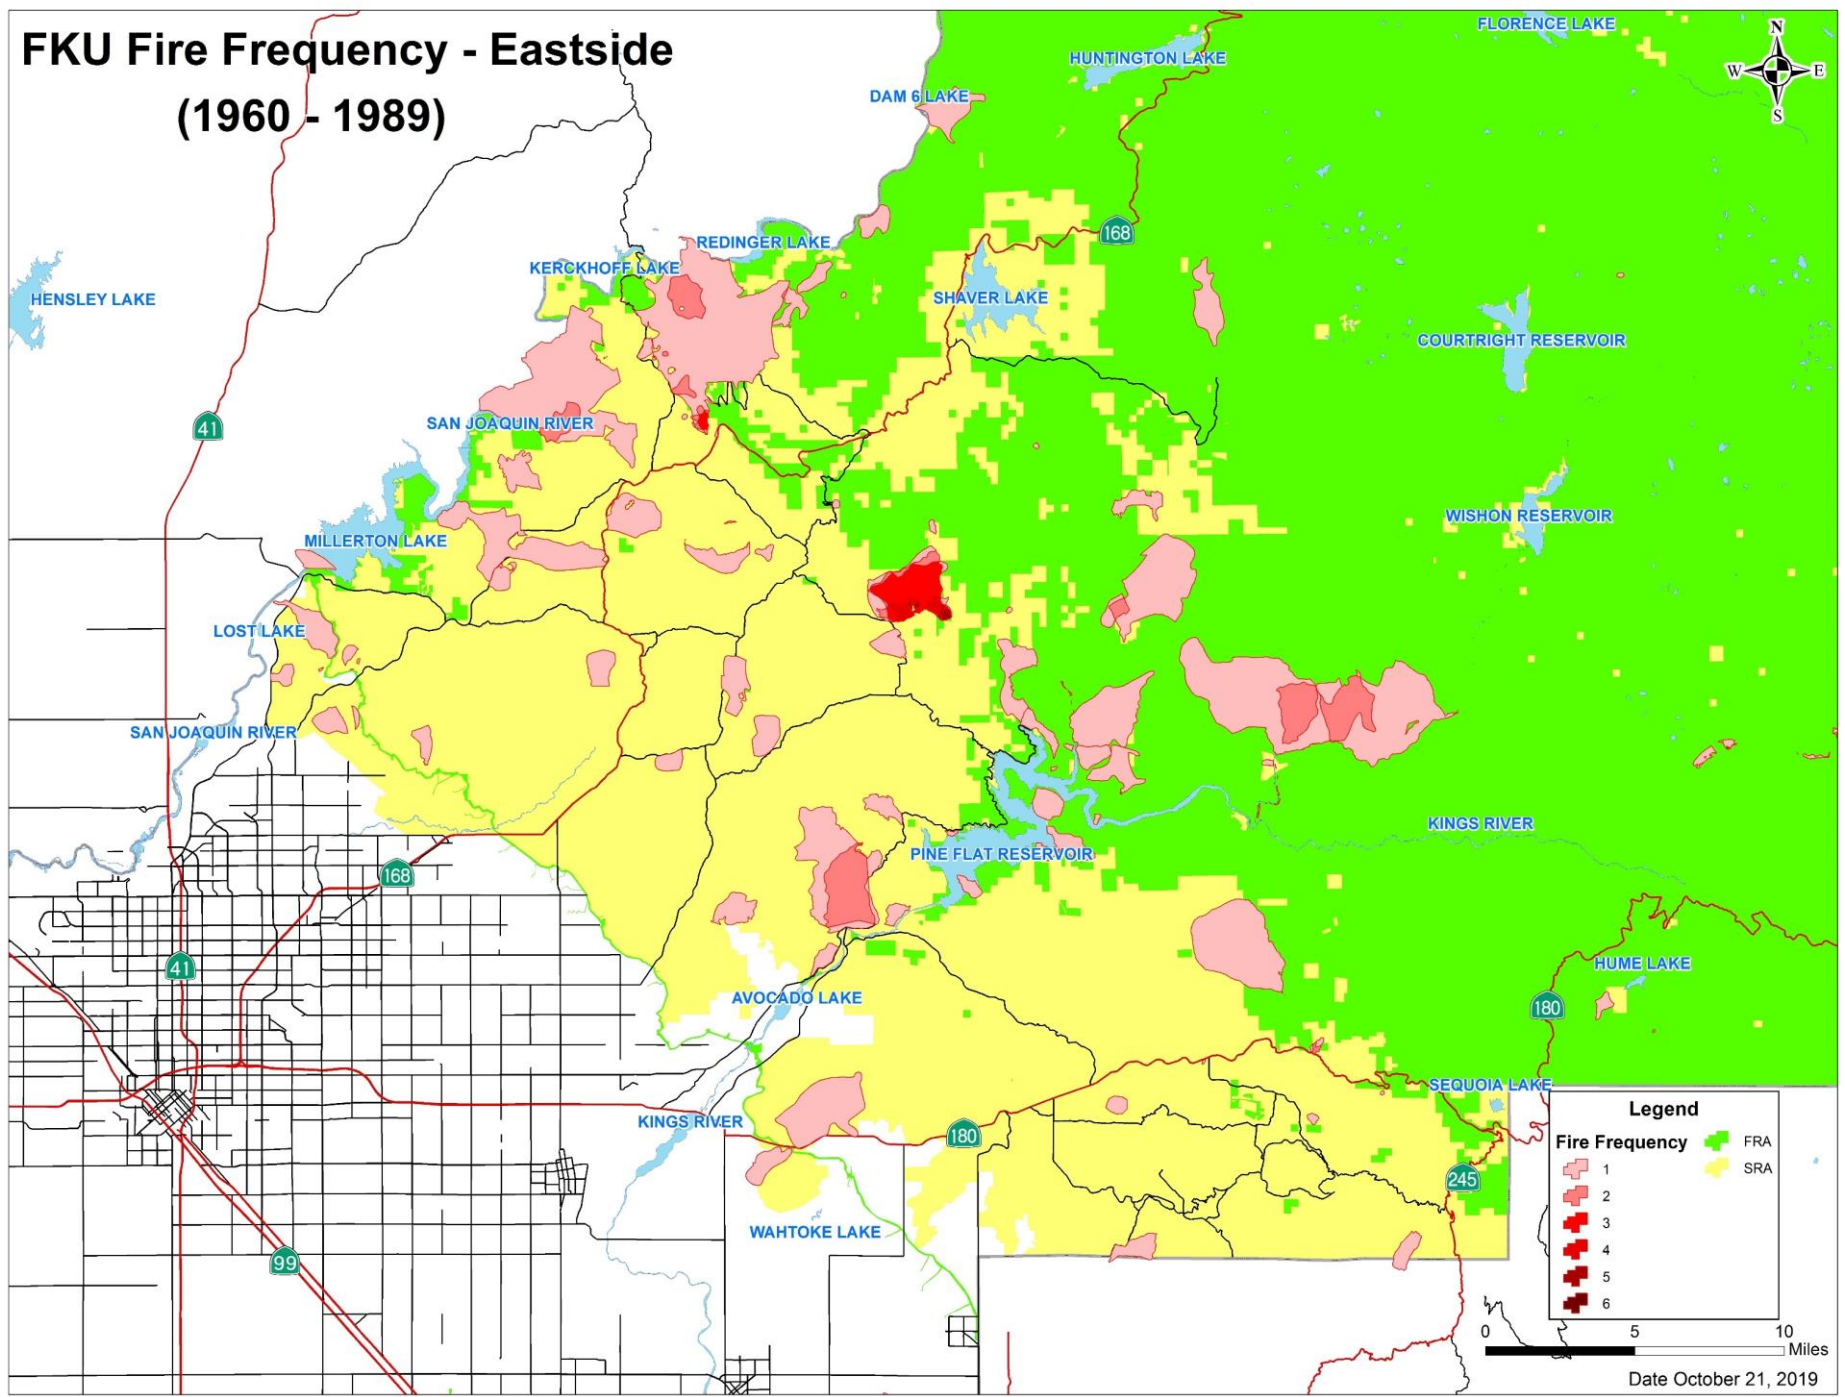 FKU Fire Frequency - Eastside
(1960 - 1989)
FLORENCE LAKE
N
W
E
S
HUNTINGTON LAKE
DAM 6 LAKE
168
REDINGER LAKE
KERCKHOFF LAKE
HENSLEY LAKE
SHAVER LAKE
COURTRIGHT RESERVOIR
41
SAN JOAQUIN RIVER
WISHON RESERVOIR
MILLERTON LAKE
LOST LAKE
SAN JOAQUIN RIVER
KINGS RIVER
PINE FLAT RESERVOIR
168
41
HUME LAKE
AVOCADO LAKE
180
SEQUOIA LAKE
KINGS RIVER
180
245
WAHTOKE LAKE
99
Legend
Fire Frequency
1
2
3
4
5
6
FRA
SRA
0
5
10
Miles
Date October 21, 2019